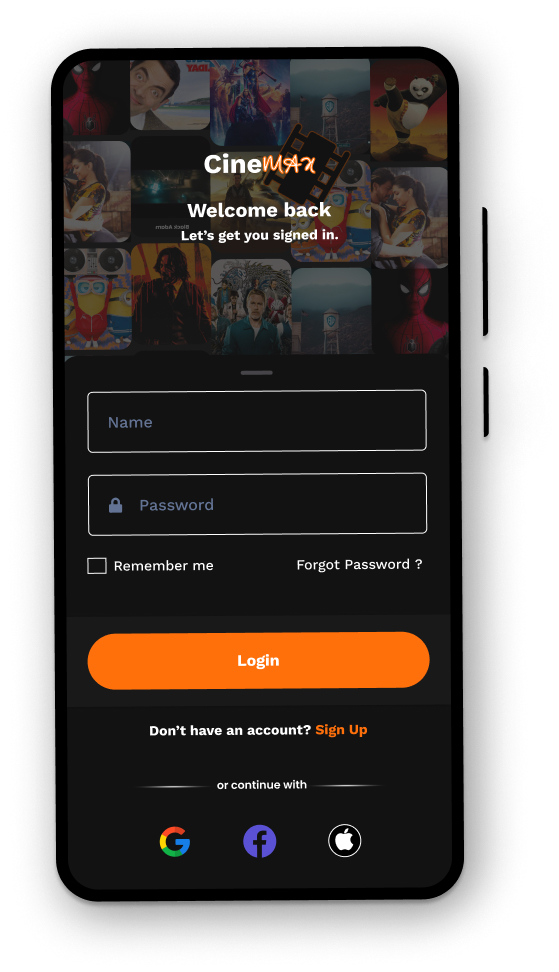 CineMAX
Welcome back
Let's get you signed in.
Name
Password
Remember me
Forgot Password ?
Login
Don't have an account? Sign Up
or continue with